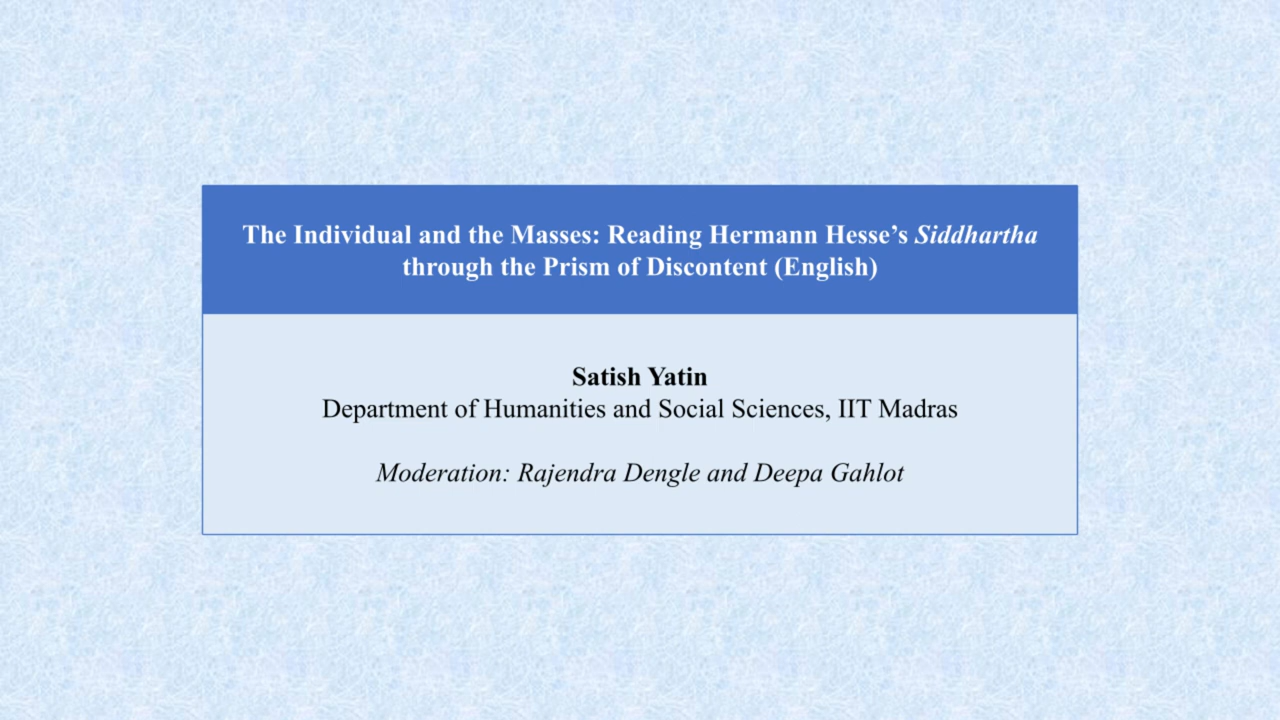 The Individual and the Masses: Reading Hermann Hesse’s Siddhartha
through the Prism of Discontent (English)
Satish Yatin
Department of Humanities and Social Sciences, IIT Madras
Moderation: Rajendra Dengle and Deepa Gahlot